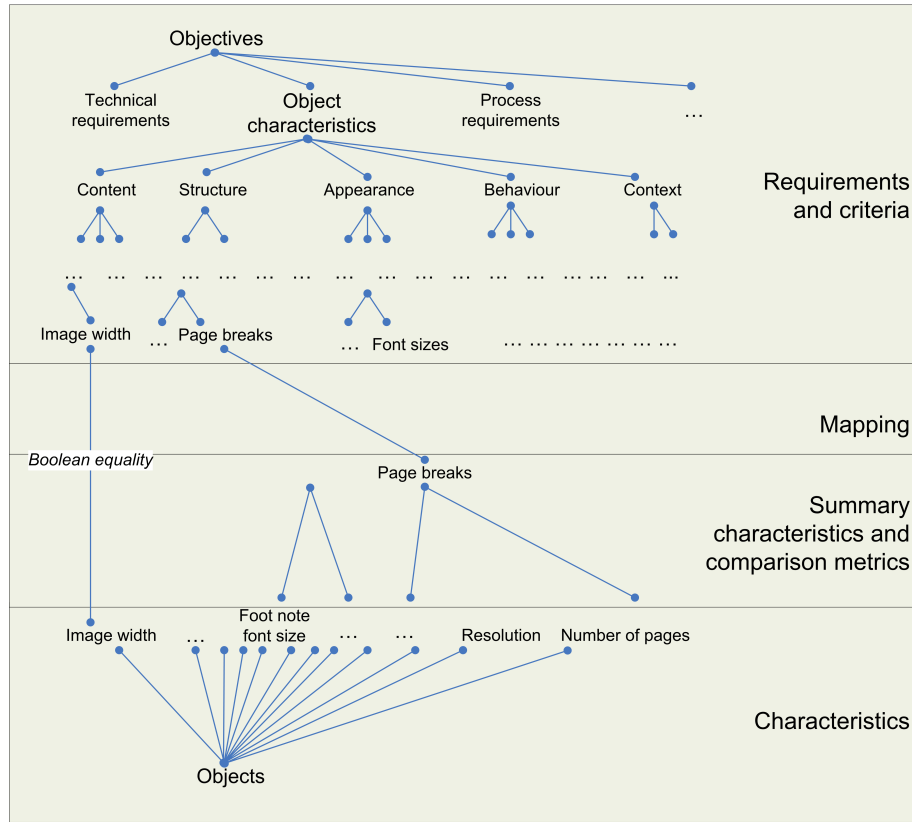 Objectives
Technical
requirements
Object
characteristics
Process
requirements
…
Content
Structure
Appearance
Behaviour
Context
Requirements
and criteria
… … … … … … … … … … … … … … … … …
Image width
…
Page breaks
… Font sizes
… … … … … … …
Mapping
Boolean equality
Page breaks
Summary
characteristics and
comparison metrics
Image width
…
Foot note
font size
…
…
Resolution
Number of pages
Characteristics
Objects